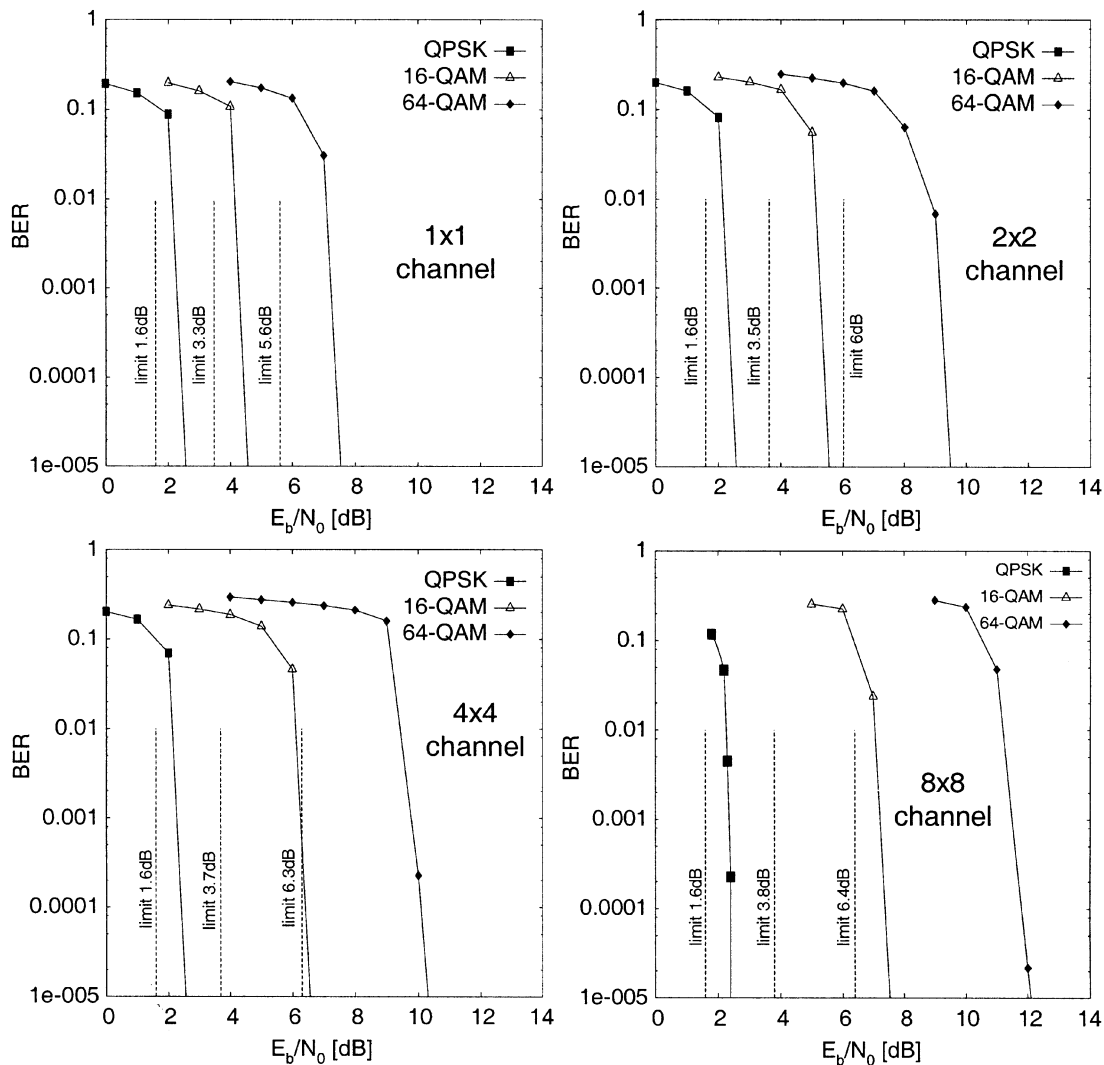 1
0.1
0.01
0.001
0.0001
1e-005
BER
QPSK
16-QAM
64-QAM
1x1
channel
limit 1.6dB
limit 3.3dB
limit 5.6dB
0 2 4 6 8 10 12 14
E_b/N_0 [dB]
1
0.1
0.01
0.001
0.0001
1e-005
BER
QPSK
16-QAM
64-QAM
2x2
channel
limit 1.6dB
limit 3.5dB
limit 6dB
0 2 4 6 8 10 12 14
E_b/N_0 [dB]
1
0.1
0.01
0.001
0.0001
1e-005
BER
QPSK
16-QAM
64-QAM
4x4
channel
limit 1.6dB
limit 3.7dB
limit 6.3dB
0 2 4 6 8 10 12 14
E_b/N_0 [dB]
1
0.1
0.01
0.001
0.0001
1e-005
BER
QPSK
16-QAM
64-QAM
8x8
channel
limit 1.6dB
limit 3.8dB
limit 6.4dB
0 2 4 6 8 10 12 14
E_b/N_0 [dB]